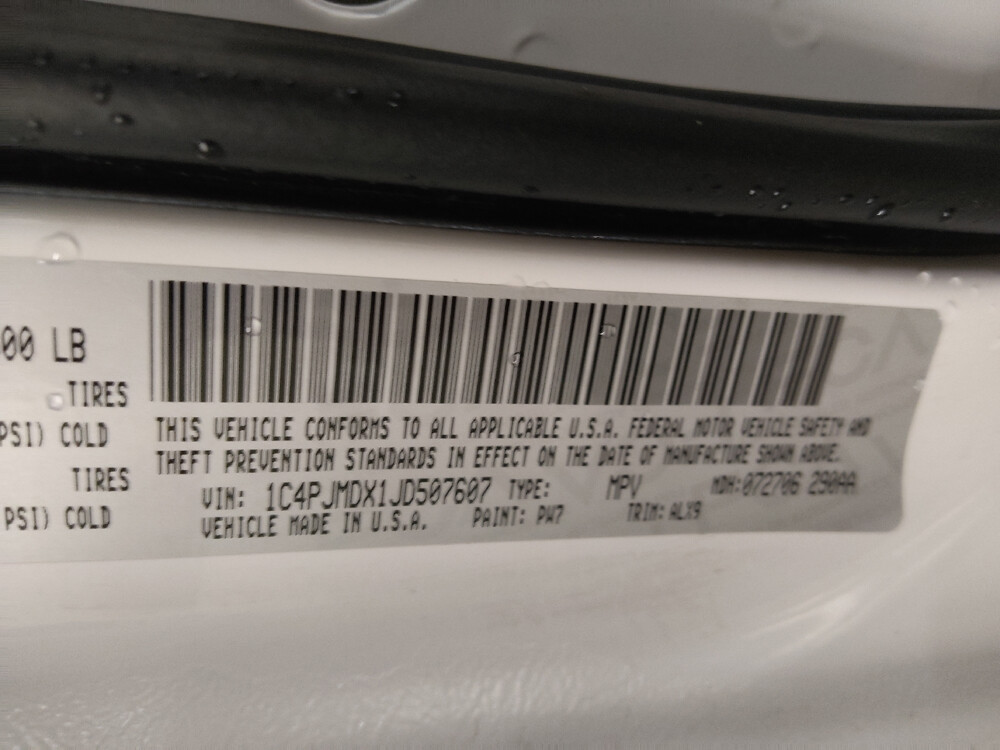 00 LB
TIRES
PSI) COLD
TIRES
PSI) COLD
THIS VEHICLE CONFORMS TO ALL APPLICABLE U.S.A. FEDERAL MOTOR VEHICLE SAFETY AND
THEFT PREVENTION STANDARDS IN EFFECT ON THE DATE OF MANUFACTURE SHOWN ABOVE.
VIN: 1C4PJMDX1JD507607 TYPE: MPV MDH:072706 290AA
VEHICLE MADE IN U.S.A. PAINT: PW7 TRIM: ALX9